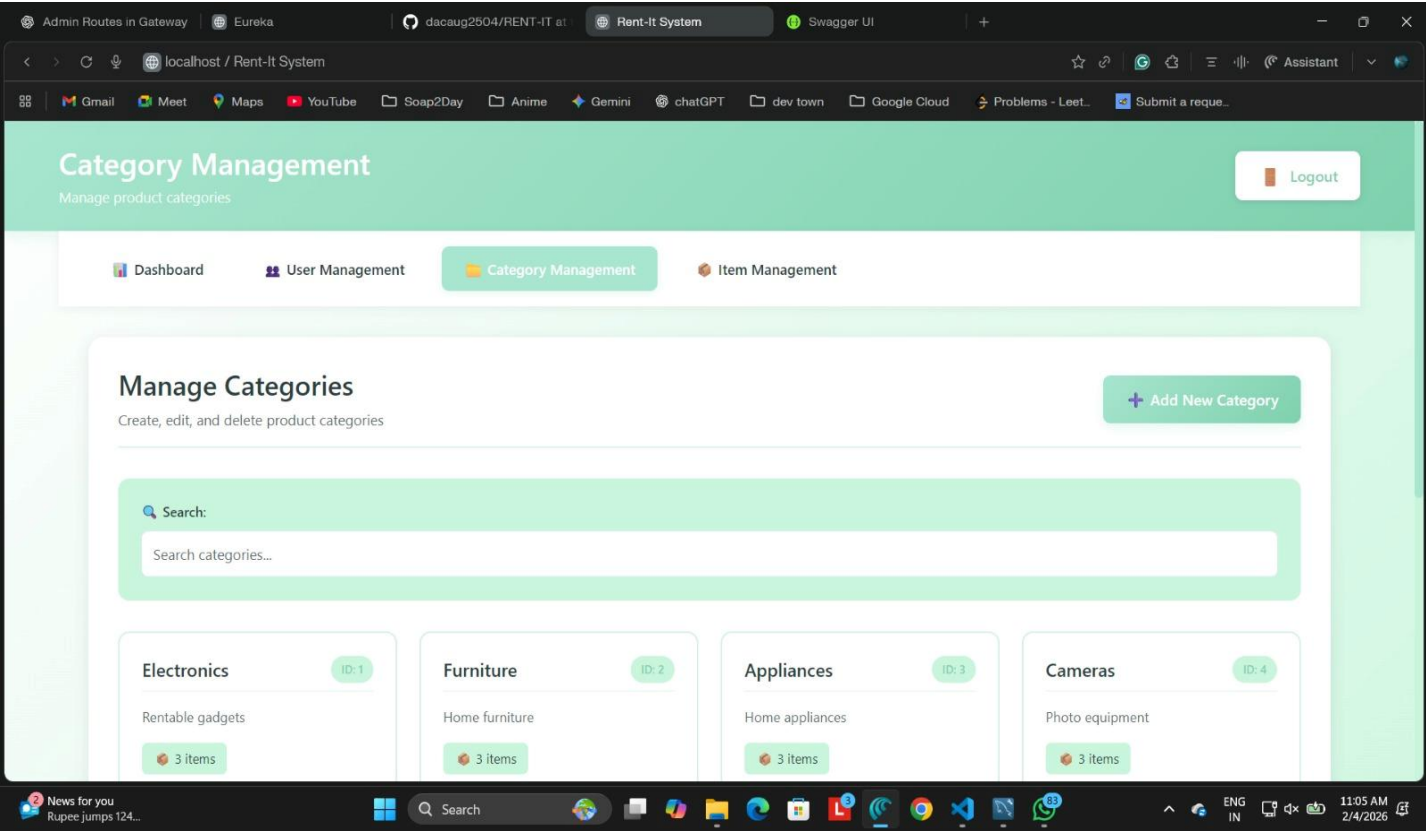 Admin Routes in Gateway
Eureka
dacaug2504/RENT-IT at
Rent-It System
Swagger UI
localhost / Rent-It System
Assistant
Gmail
Meet
Maps
YouTube
Soap2Day
Anime
Gemini
chatGPT
dev town
Google Cloud
Problems - Leet...
Submit a reque...
Category Management
Manage product categories
Logout
Dashboard
User Management
Category Management
Item Management
Manage Categories
Create, edit, and delete product categories
Add New Category
Search:
Search categories...
Electronics
ID: 1
Furniture
ID: 2
Appliances
ID: 3
Cameras
ID: 4
Rentable gadgets
Home furniture
Home appliances
Photo equipment
3 items
3 items
3 items
3 items
2
News for you
Rupee jumps 124...
Search
L
3
83
ENG
IN
11:05 AM
2/4/2026